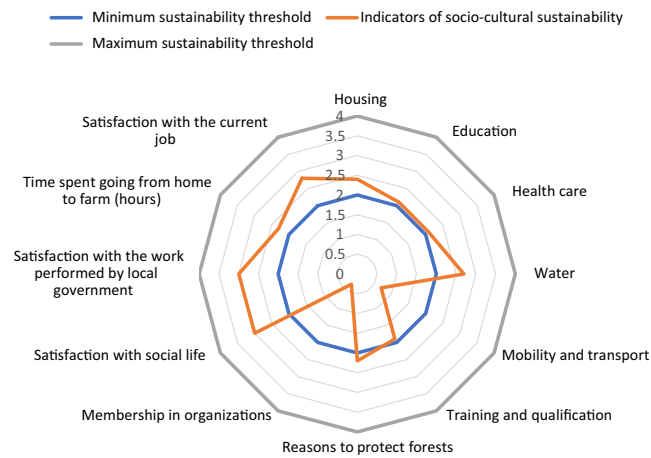 Minimum sustainability threshold
Indicators of socio-cultural sustainability
Maximum sustainability threshold
Housing
Education
Health care
Water
Mobility and transport
Training and qualification
Reasons to protect forests
Membership in organizations
Satisfaction with social life
Satisfaction with the work
performed by local
government
Time spent going from home
to farm (hours)
Satisfaction with the current
job
4
3.5
3
2.5
2
1.5
1
0.5
0